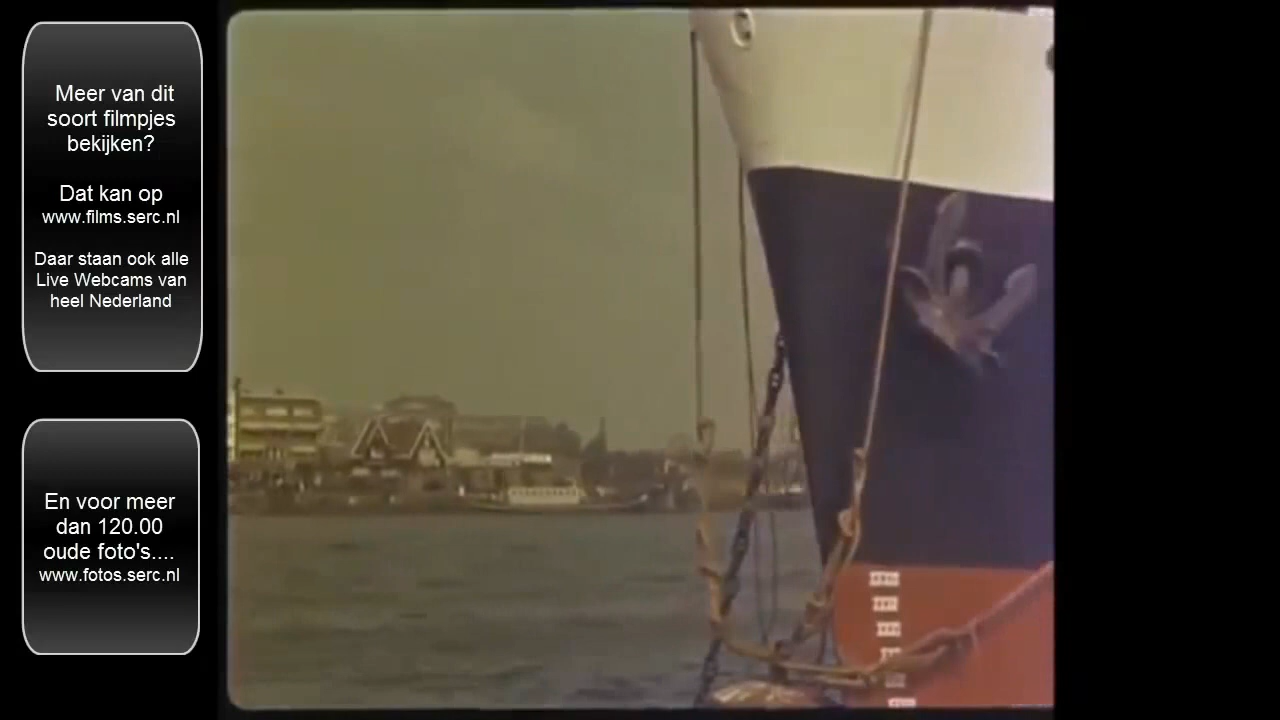 Meer van dit
soort filmpjes
bekijken?
Dat kan op
www.films.serc.nl
Daar staan ook alle
Live Webcams van
heel Nederland
En voor meer
dan 120.00
oude foto's....
www.fotos.serc.nl